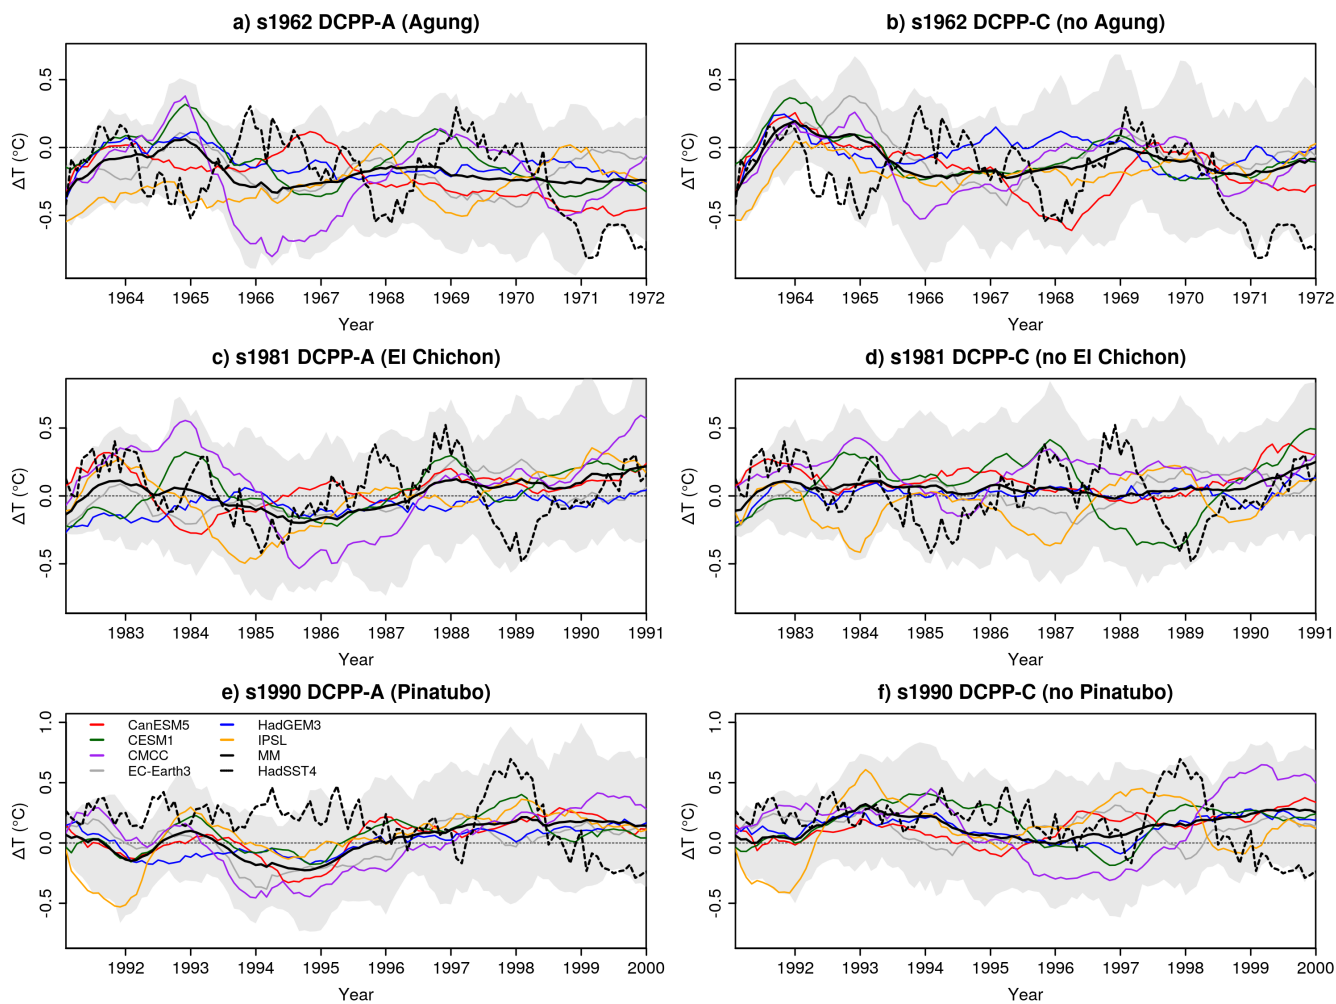 a) s1962 DCPP-A (Agung)
ΔT (°C)
0.5
0.0
-0.5
1964 1965 1966 1967 1968 1969 1970 1971 1972
Year
b) s1962 DCPP-C (no Agung)
ΔT (°C)
0.5
0.0
-0.5
1964 1965 1966 1967 1968 1969 1970 1971 1972
Year
c) s1981 DCPP-A (El Chichon)
ΔT (°C)
0.5
0.0
-0.5
1983 1984 1985 1986 1987 1988 1989 1990 1991
Year
d) s1981 DCPP-C (no El Chichon)
ΔT (°C)
0.5
0.0
-0.5
1983 1984 1985 1986 1987 1988 1989 1990 1991
Year
e) s1990 DCPP-A (Pinatubo)
CanESM5 HadGEM3
CESM1 IPSL
CMCC MM
EC-Earth3 HadSST4
ΔT (°C)
1.0
0.5
0.0
-0.5
1992 1993 1994 1995 1996 1997 1998 1999 2000
Year
f) s1990 DCPP-C (no Pinatubo)
ΔT (°C)
1.0
0.5
0.0
-0.5
1992 1993 1994 1995 1996 1997 1998 1999 2000
Year